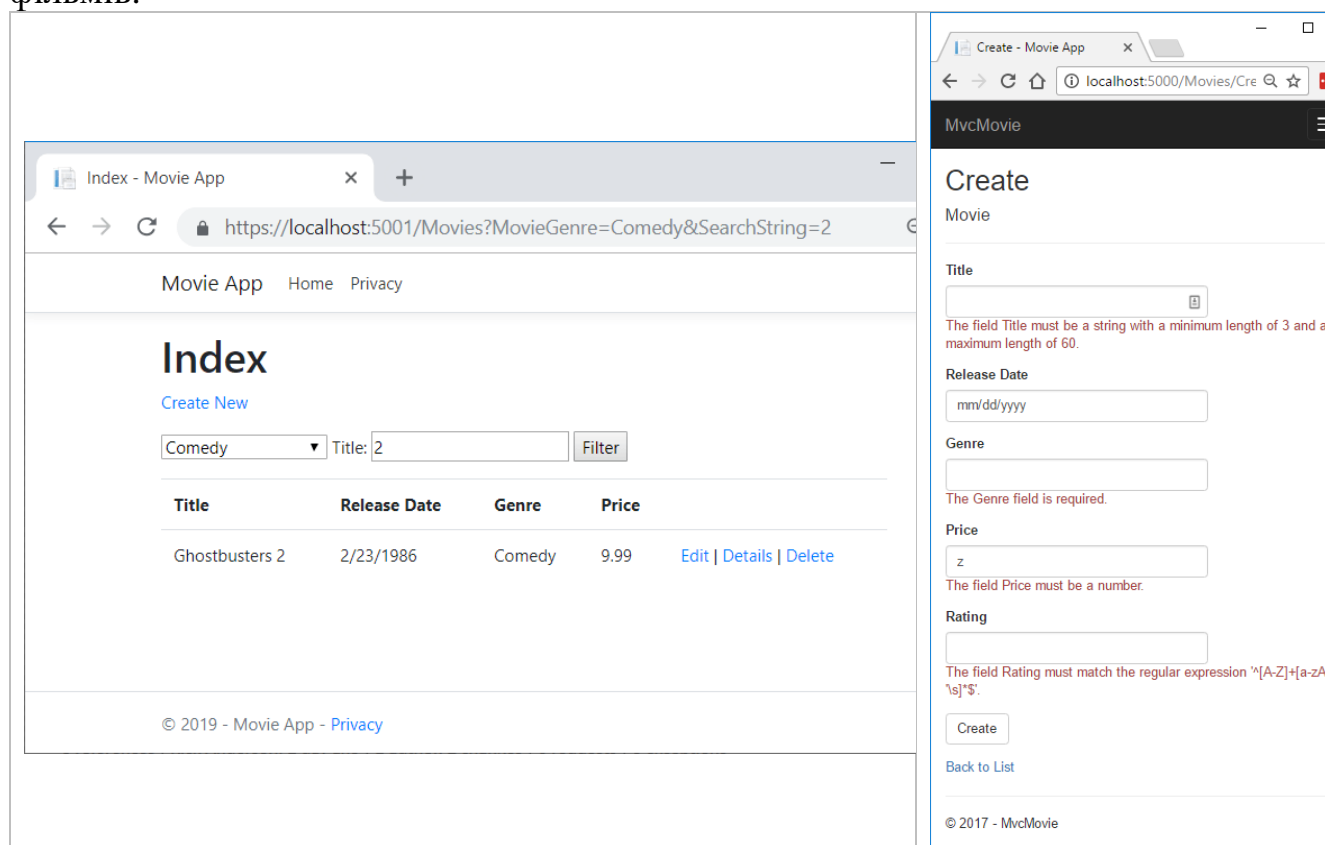 фільмів.
Index - Movie App
https://localhost:5001/Movies?MovieGenre=Comedy&SearchString=2
Movie App Home Privacy
Index
Create New
Comedy Title: 2 Filter
Title Release Date Genre Price
Ghostbusters 2 2/23/1986 Comedy 9.99 Edit | Details | Delete
© 2019 - Movie App - Privacy
Create - Movie App
localhost:5000/Movies/Cre
MvcMovie
Create
Movie
Title
The field Title must be a string with a minimum length of 3 and a
maximum length of 60.
Release Date
mm/dd/yyyy
Genre
The Genre field is required.
Price
z
The field Price must be a number.
Rating
The field Rating must match the regular expression '^[A-Z]+[a-zA
'\s]*$'.
Create
Back to List
© 2017 - MvcMovie